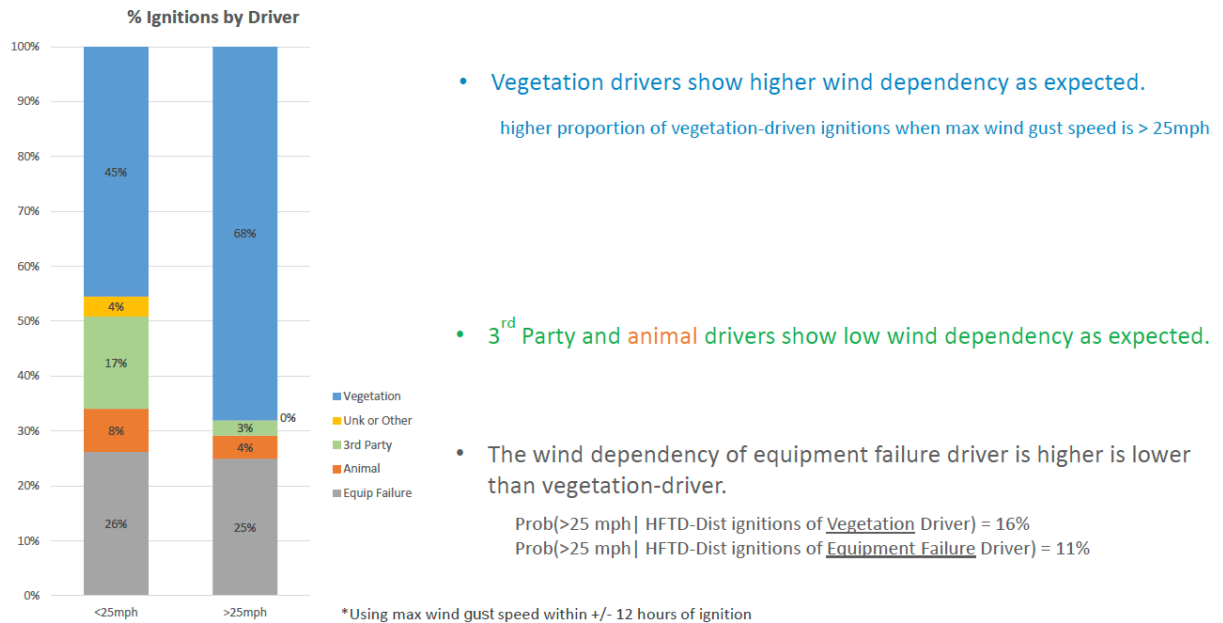 % Ignitions by Driver
100%
90%
80%
70%
60%
50%
40%
30%
20%
10%
0%
45%
4%
17%
8%
26%
68%
0%
3%
4%
25%
<25mph
>25mph
Vegetation
Unk or Other
3rd Party
Animal
Equip Failure
• Vegetation drivers show higher wind dependency as expected.
higher proportion of vegetation-driven ignitions when max wind gust speed is > 25mph
• 3rd Party and animal drivers show low wind dependency as expected.
• The wind dependency of equipment failure driver is higher is lower
than vegetation-driver.
Prob(>25 mph| HFTD-Dist ignitions of Vegetation Driver) = 16%
Prob(>25 mph| HFTD-Dist ignitions of Equipment Failure Driver) = 11%
*Using max wind gust speed within +/- 12 hours of ignition